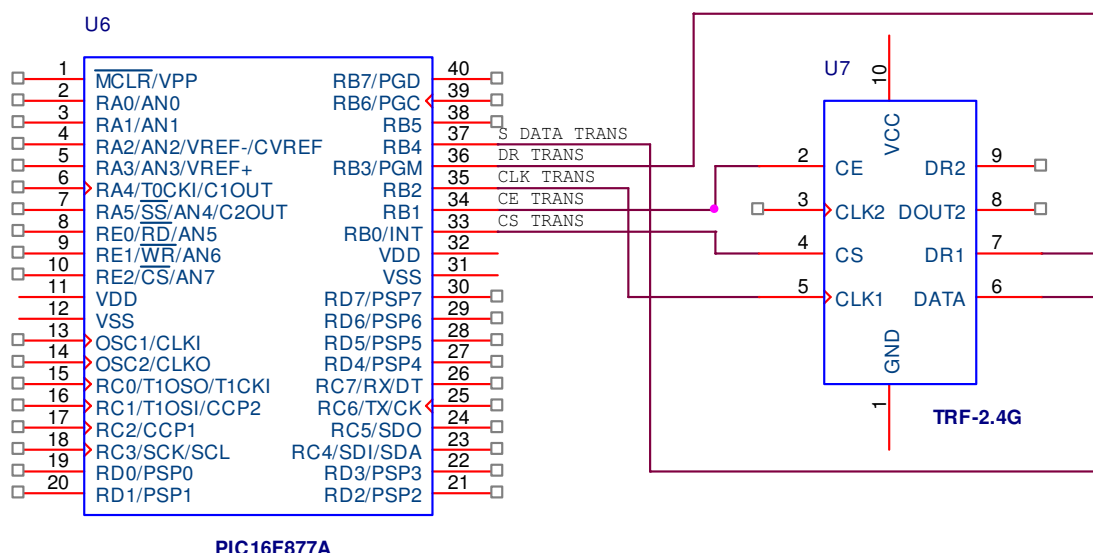 U6
1 MCLR/VPP RB7/PGD 40
2 RA0/AN0 RB6/PGC 39
3 RA1/AN1 RB5 38
4 RA2/AN2/VREF-/CVREF RB4 37 S DATA TRANS
5 RA3/AN3/VREF+ RB3/PGM 36 DR TRANS
6 RA4/T0CKI/C1OUT RB2 35 CLK TRANS
7 RA5/SS/AN4/C2OUT RB1 34 CE TRANS
8 RE0/RD/AN5 RB0/INT 33 CS TRANS
9 RE1/WR/AN6 VDD 32
10 RE2/CS/AN7 VSS 31
11 VDD RD7/PSP7 30
12 VSS RD6/PSP6 29
13 OSC1/CLKI RD5/PSP5 28
14 OSC2/CLKO RD4/PSP4 27
15 RC0/T1OSO/T1CKI RC7/RX/DT 26
16 RC1/T1OSI/CCP2 RC6/TX/CK 25
17 RC2/CCP1 RC5/SDO 24
18 RC3/SCK/SCL RC4/SDI/SDA 23
19 RD0/PSP0 RD3/PSP3 22
20 RD1/PSP1 RD2/PSP2 21
PIC16F877A
U7
10 VCC
2 CE DR2 9
3 CLK2 DOUT2 8
4 CS DR1 7
5 CLK1 DATA 6
1 GND
TRF-2.4G